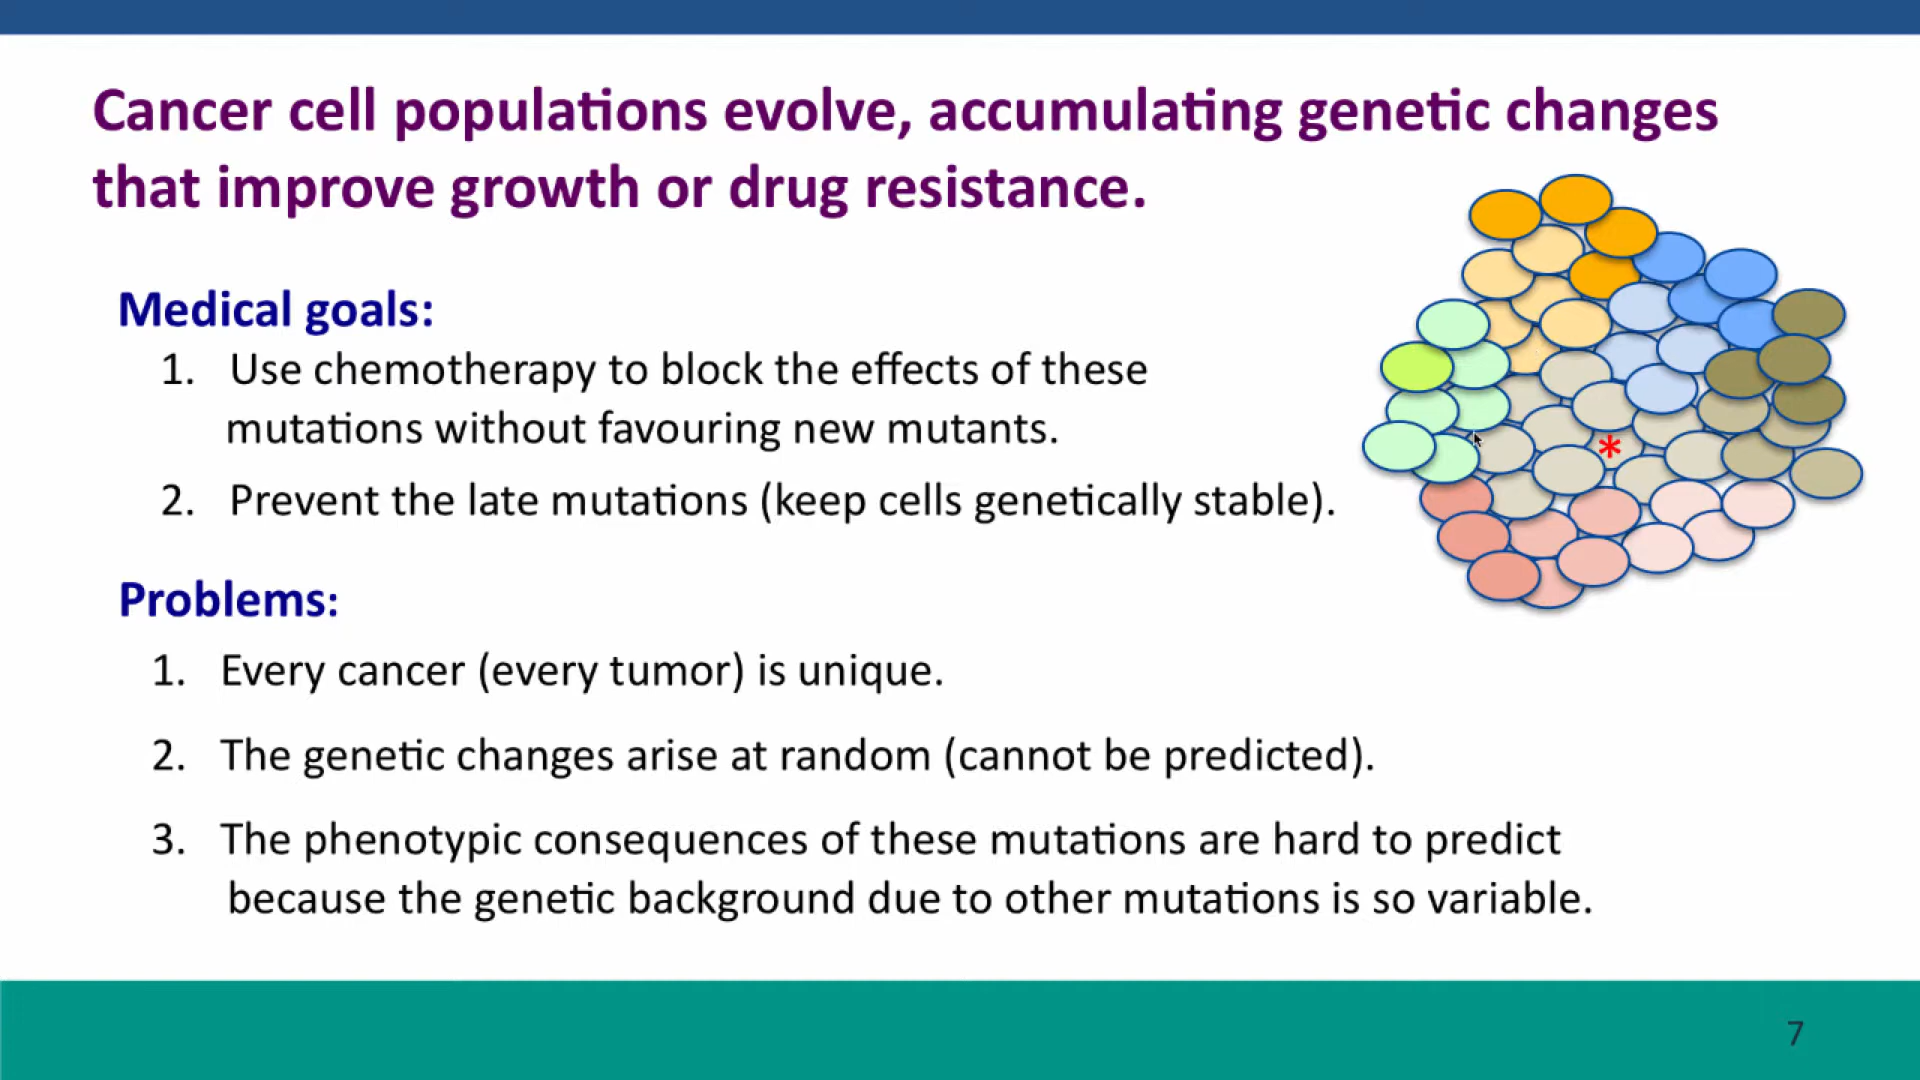 Cancer cell populations evolve, accumulating genetic changes
that improve growth or drug resistance.
Medical goals:
1. Use chemotherapy to block the effects of these
mutations without favouring new mutants.
2. Prevent the late mutations (keep cells genetically stable).
*
Problems:
1. Every cancer (every tumor) is unique.
2. The genetic changes arise at random (cannot be predicted).
3. The phenotypic consequences of these mutations are hard to predict
because the genetic background due to other mutations is so variable.
7